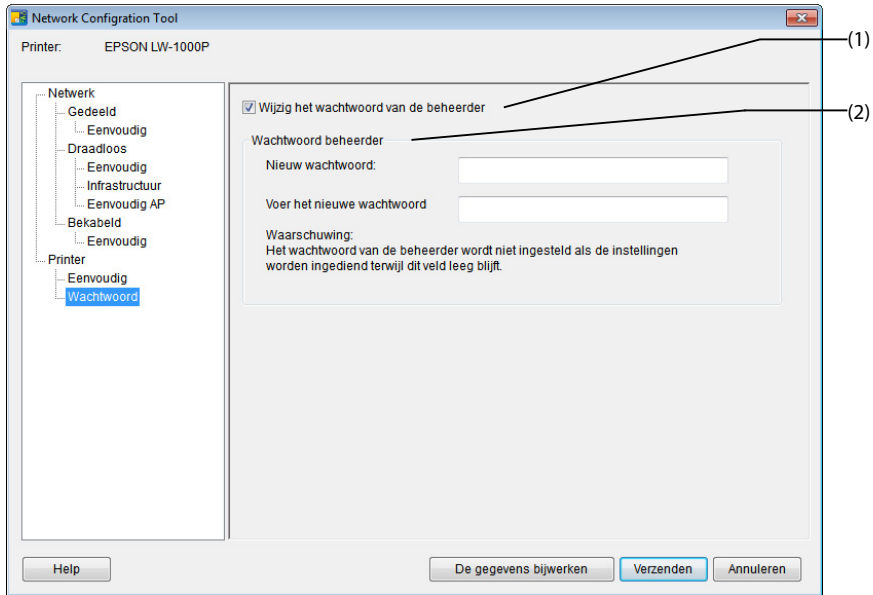 Network Configration Tool
Printer: EPSON LW-1000P
(1)
(2)
Netwerk
Gedeeld
Eenvoudig
Draadloos
Eenvoudig
Infrastructuur
Eenvoudig AP
Bekabeld
Eenvoudig
Printer
Eenvoudig
Wachtwoord
Wijzig het wachtwoord van de beheerder
Wachtwoord beheerder
Nieuw wachtwoord:
Voer het nieuwe wachtwoord
Waarschuwing:
Het wachtwoord van de beheerder wordt niet ingesteld als de instellingen
worden ingediend terwijl dit veld leeg blijft.
Help
De gegevens bijwerken
Verzenden
Annuleren